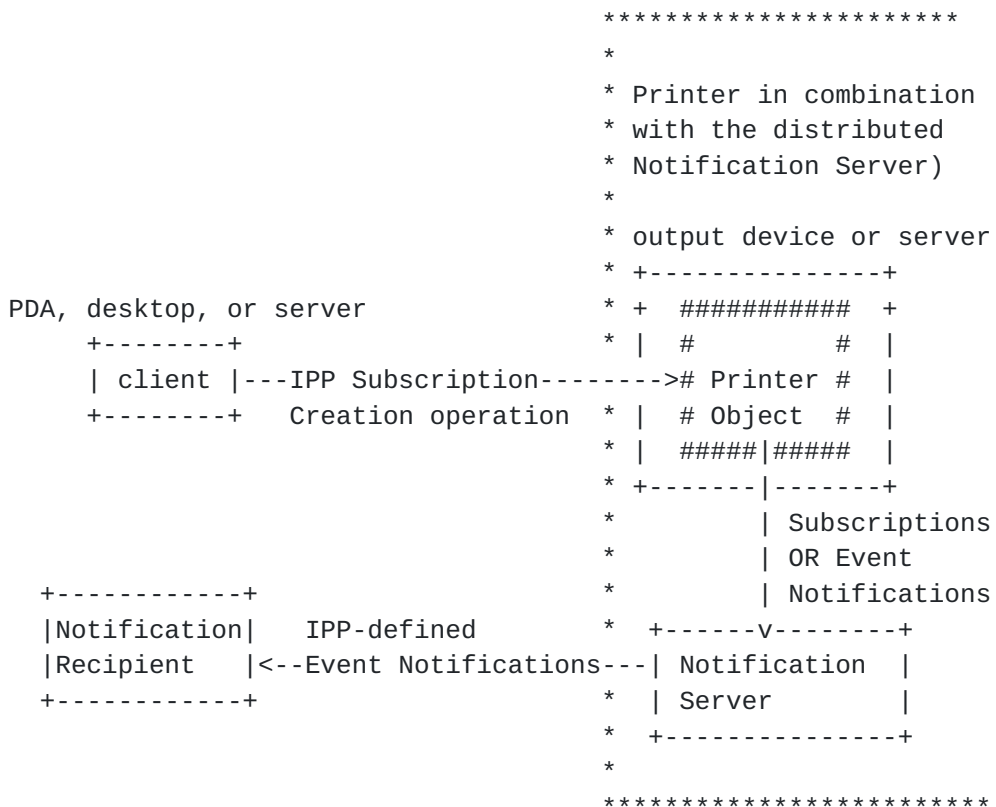 ***********************
*
* Printer in combination
* with the distributed
* Notification Server)
*
* output device or server
* +---------------+
PDA, desktop, or server * + ########### +
+--------+ * | # # |
| client |---IPP Subscription--------># Printer # |
+--------+ Creation operation * | # Object # |
* | #####|##### |
* +-------|-------+
* | Subscriptions
* | OR Event
+------------+ * | Notifications
|Notification| IPP-defined * +------v--------+
|Recipient |<--Event Notifications---| Notification |
+------------+ * | Server |
* +---------------+
*
*************************